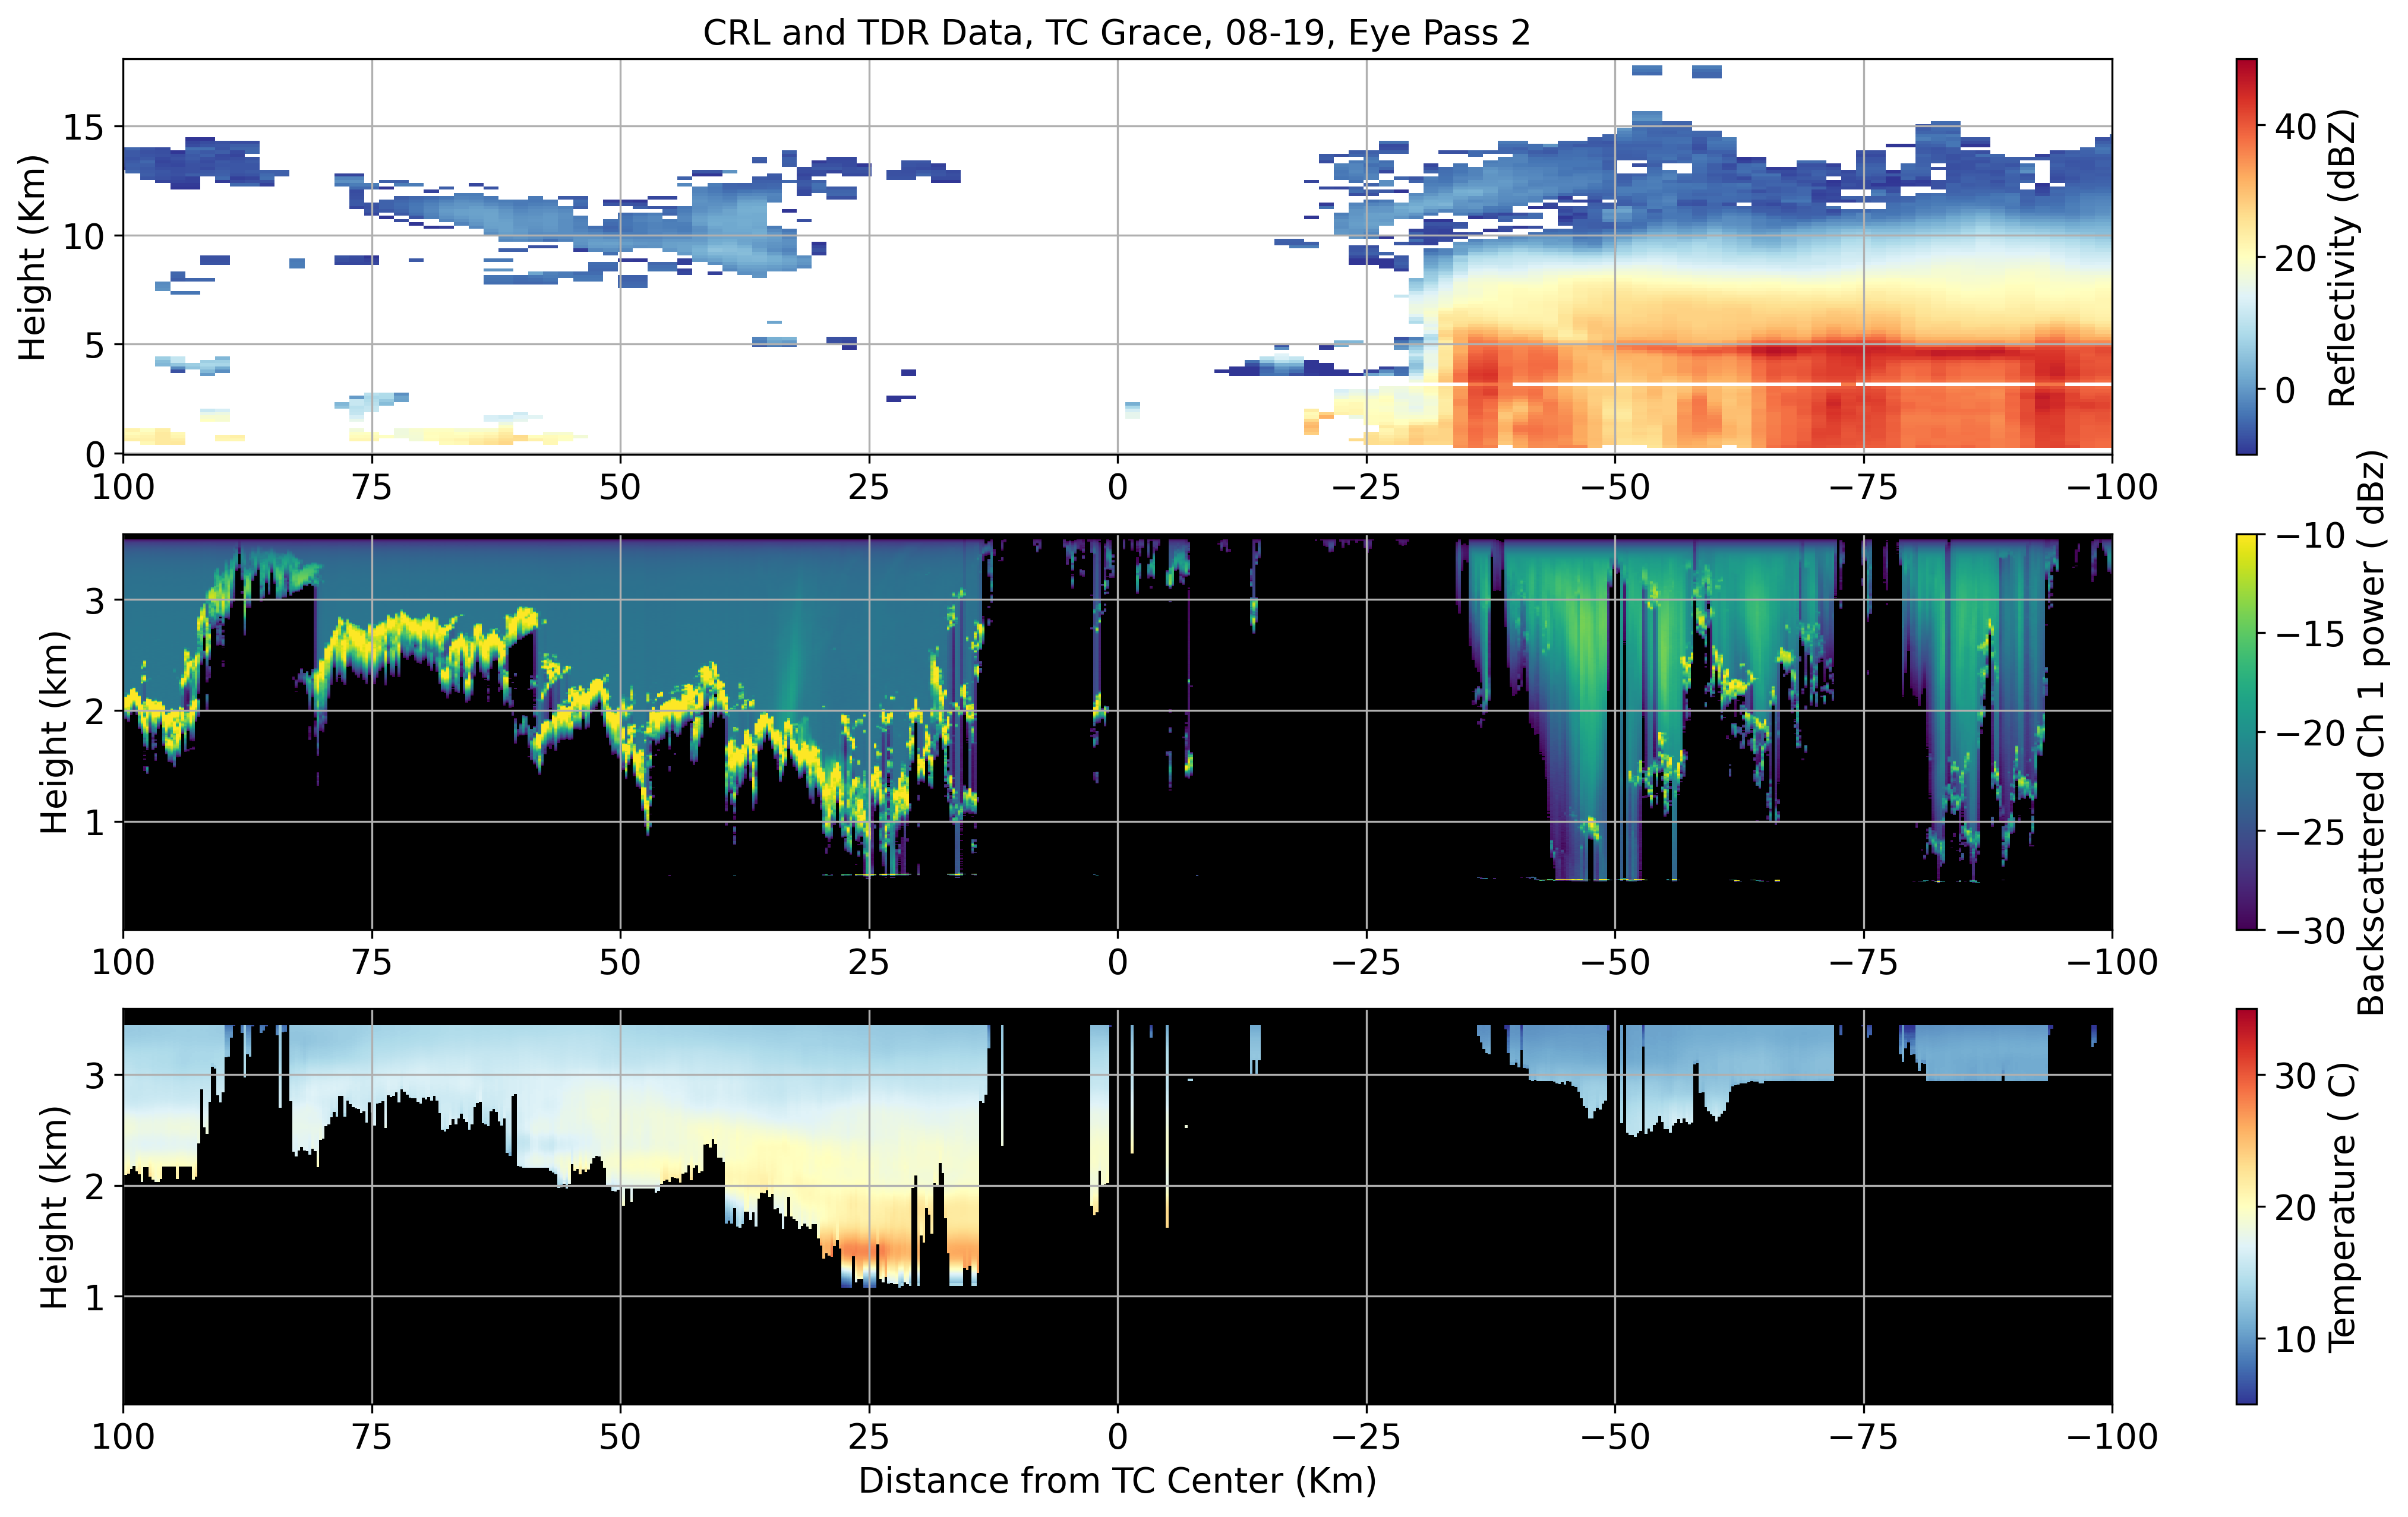 CRL and TDR Data, TC Grace, 08-19, Eye Pass 2
Height (Km)
15
10
5
0
100 75 50 25 0 −25 −50 −75 −100
40
20
0
Reflectivity (dBZ)
Height (km)
3
2
1
100 75 50 25 0 −25 −50 −75 −100
−10
−15
−20
−25
−30
Backscattered Ch 1 power ( dBz)
Height (km)
3
2
1
100 75 50 25 0 −25 −50 −75 −100
Distance from TC Center (Km)
30
20
10
Temperature ( C)